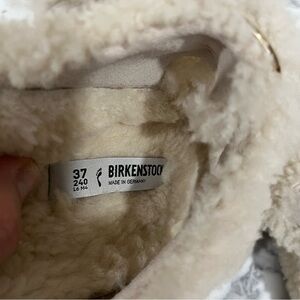 37
240
L6 M4
BIRKENSTOCK
MADE IN GERMANY